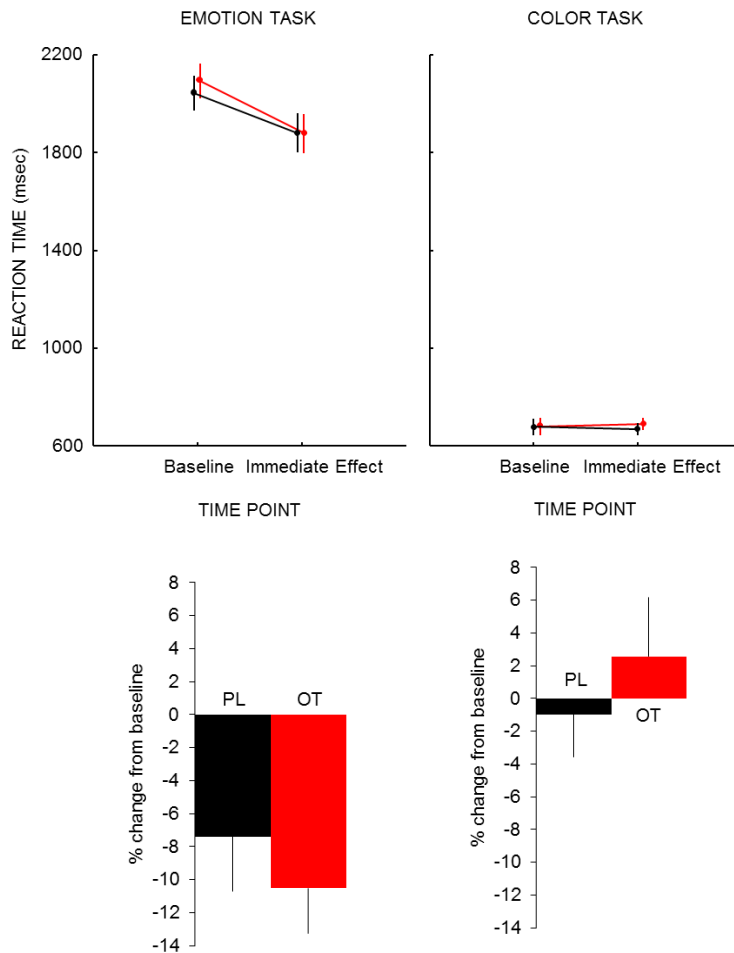 EMOTION TASK
COLOR TASK
REACTION TIME (msec)
2200
1800
1400
1000
600
Baseline Immediate Effect
Baseline Immediate Effect
TIME POINT
TIME POINT
% change from baseline
8
6
4
2
0
-2
-4
-6
-8
-10
-12
-14
PL
OT
% change from baseline
8
6
4
2
0
-2
-4
-6
-8
-10
-12
-14
PL
OT